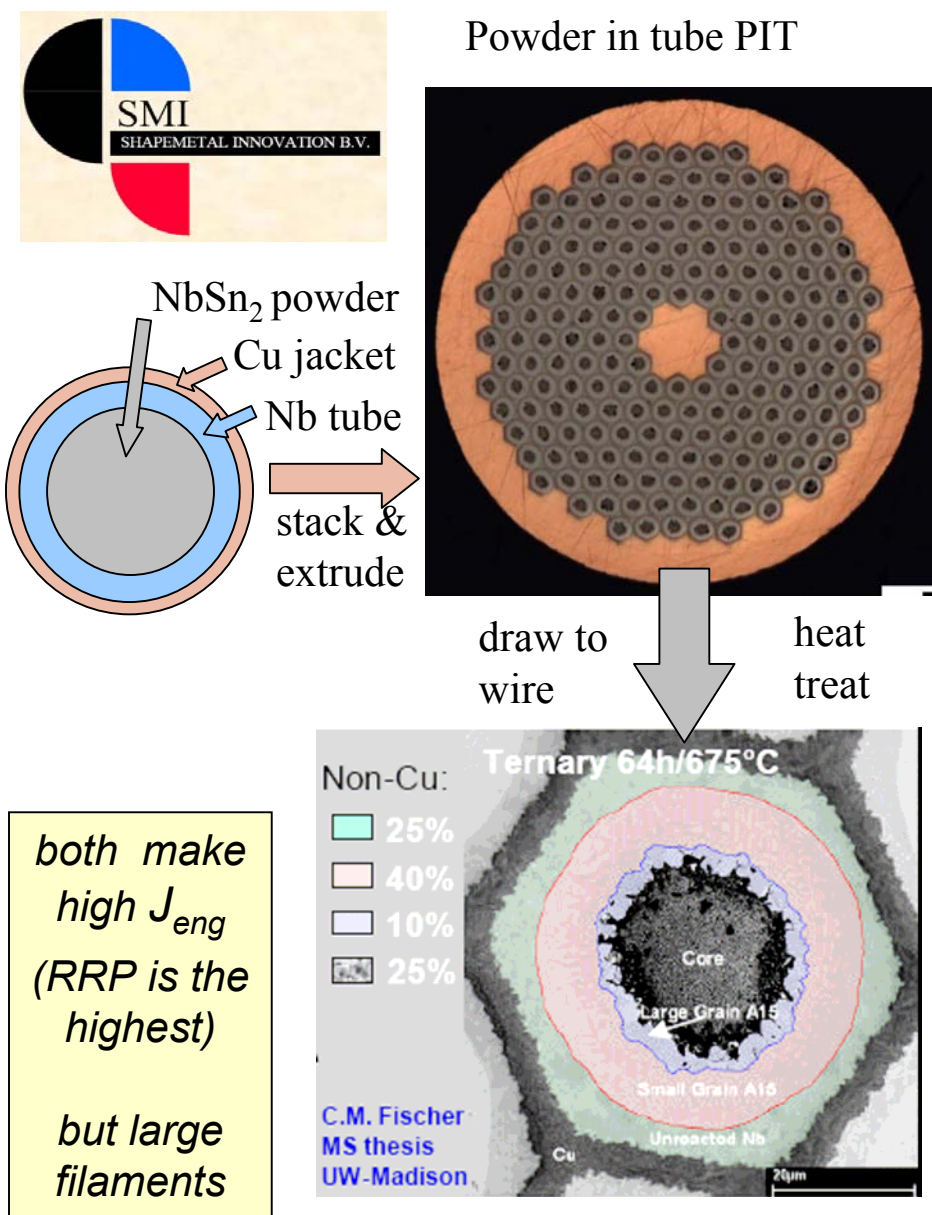 Powder in tube PIT
SMI
SHAPEMETAL INNOVATION B.V.
NbSn₂ powder
Cu jacket
Nb tube
stack &
extrude
draw to
wire
heat
treat
both make
high J_eng
(RRP is the
highest)
but large
filaments
Ternary 64h/675°C
Non-Cu:
25%
40%
10%
25%
Core
Large Grain A15
Small Grain A15
Unreacted Nb
Cu
C.M. Fischer
MS thesis
UW-Madison
20µm